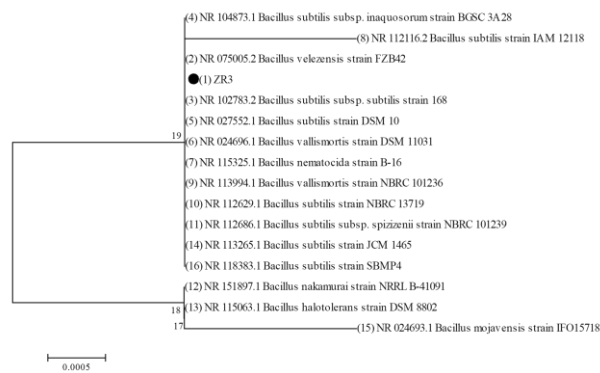 (4) NR 104873.1 Bacillus subtilis subsp. inaquosorum strain BGSC 3A28
(8) NR 112116.2 Bacillus subtilis strain IAM 12118
(2) NR 075005.2 Bacillus velezensis strain FZB42
(1) ZR3
(3) NR 102783.2 Bacillus subtilis subsp. subtilis strain 168
(5) NR 027552.1 Bacillus subtilis strain DSM 10
19
(6) NR 024696.1 Bacillus vallismortis strain DSM 11031
(7) NR 115325.1 Bacillus nematocida strain B-16
(9) NR 113994.1 Bacillus vallismortis strain NBRC 101236
(10) NR 112629.1 Bacillus subtilis strain NBRC 13719
(11) NR 112686.1 Bacillus subtilis subsp. spizizenii strain NBRC 101239
(14) NR 113265.1 Bacillus subtilis strain JCM 1465
(16) NR 118383.1 Bacillus subtilis strain SBMP4
(12) NR 151897.1 Bacillus nakamurai strain NRRL B-41091
(13) NR 115063.1 Bacillus halotolerans strain DSM 8802
18
17
(15) NR 024693.1 Bacillus mojavensis strain IFO15718
0.0005